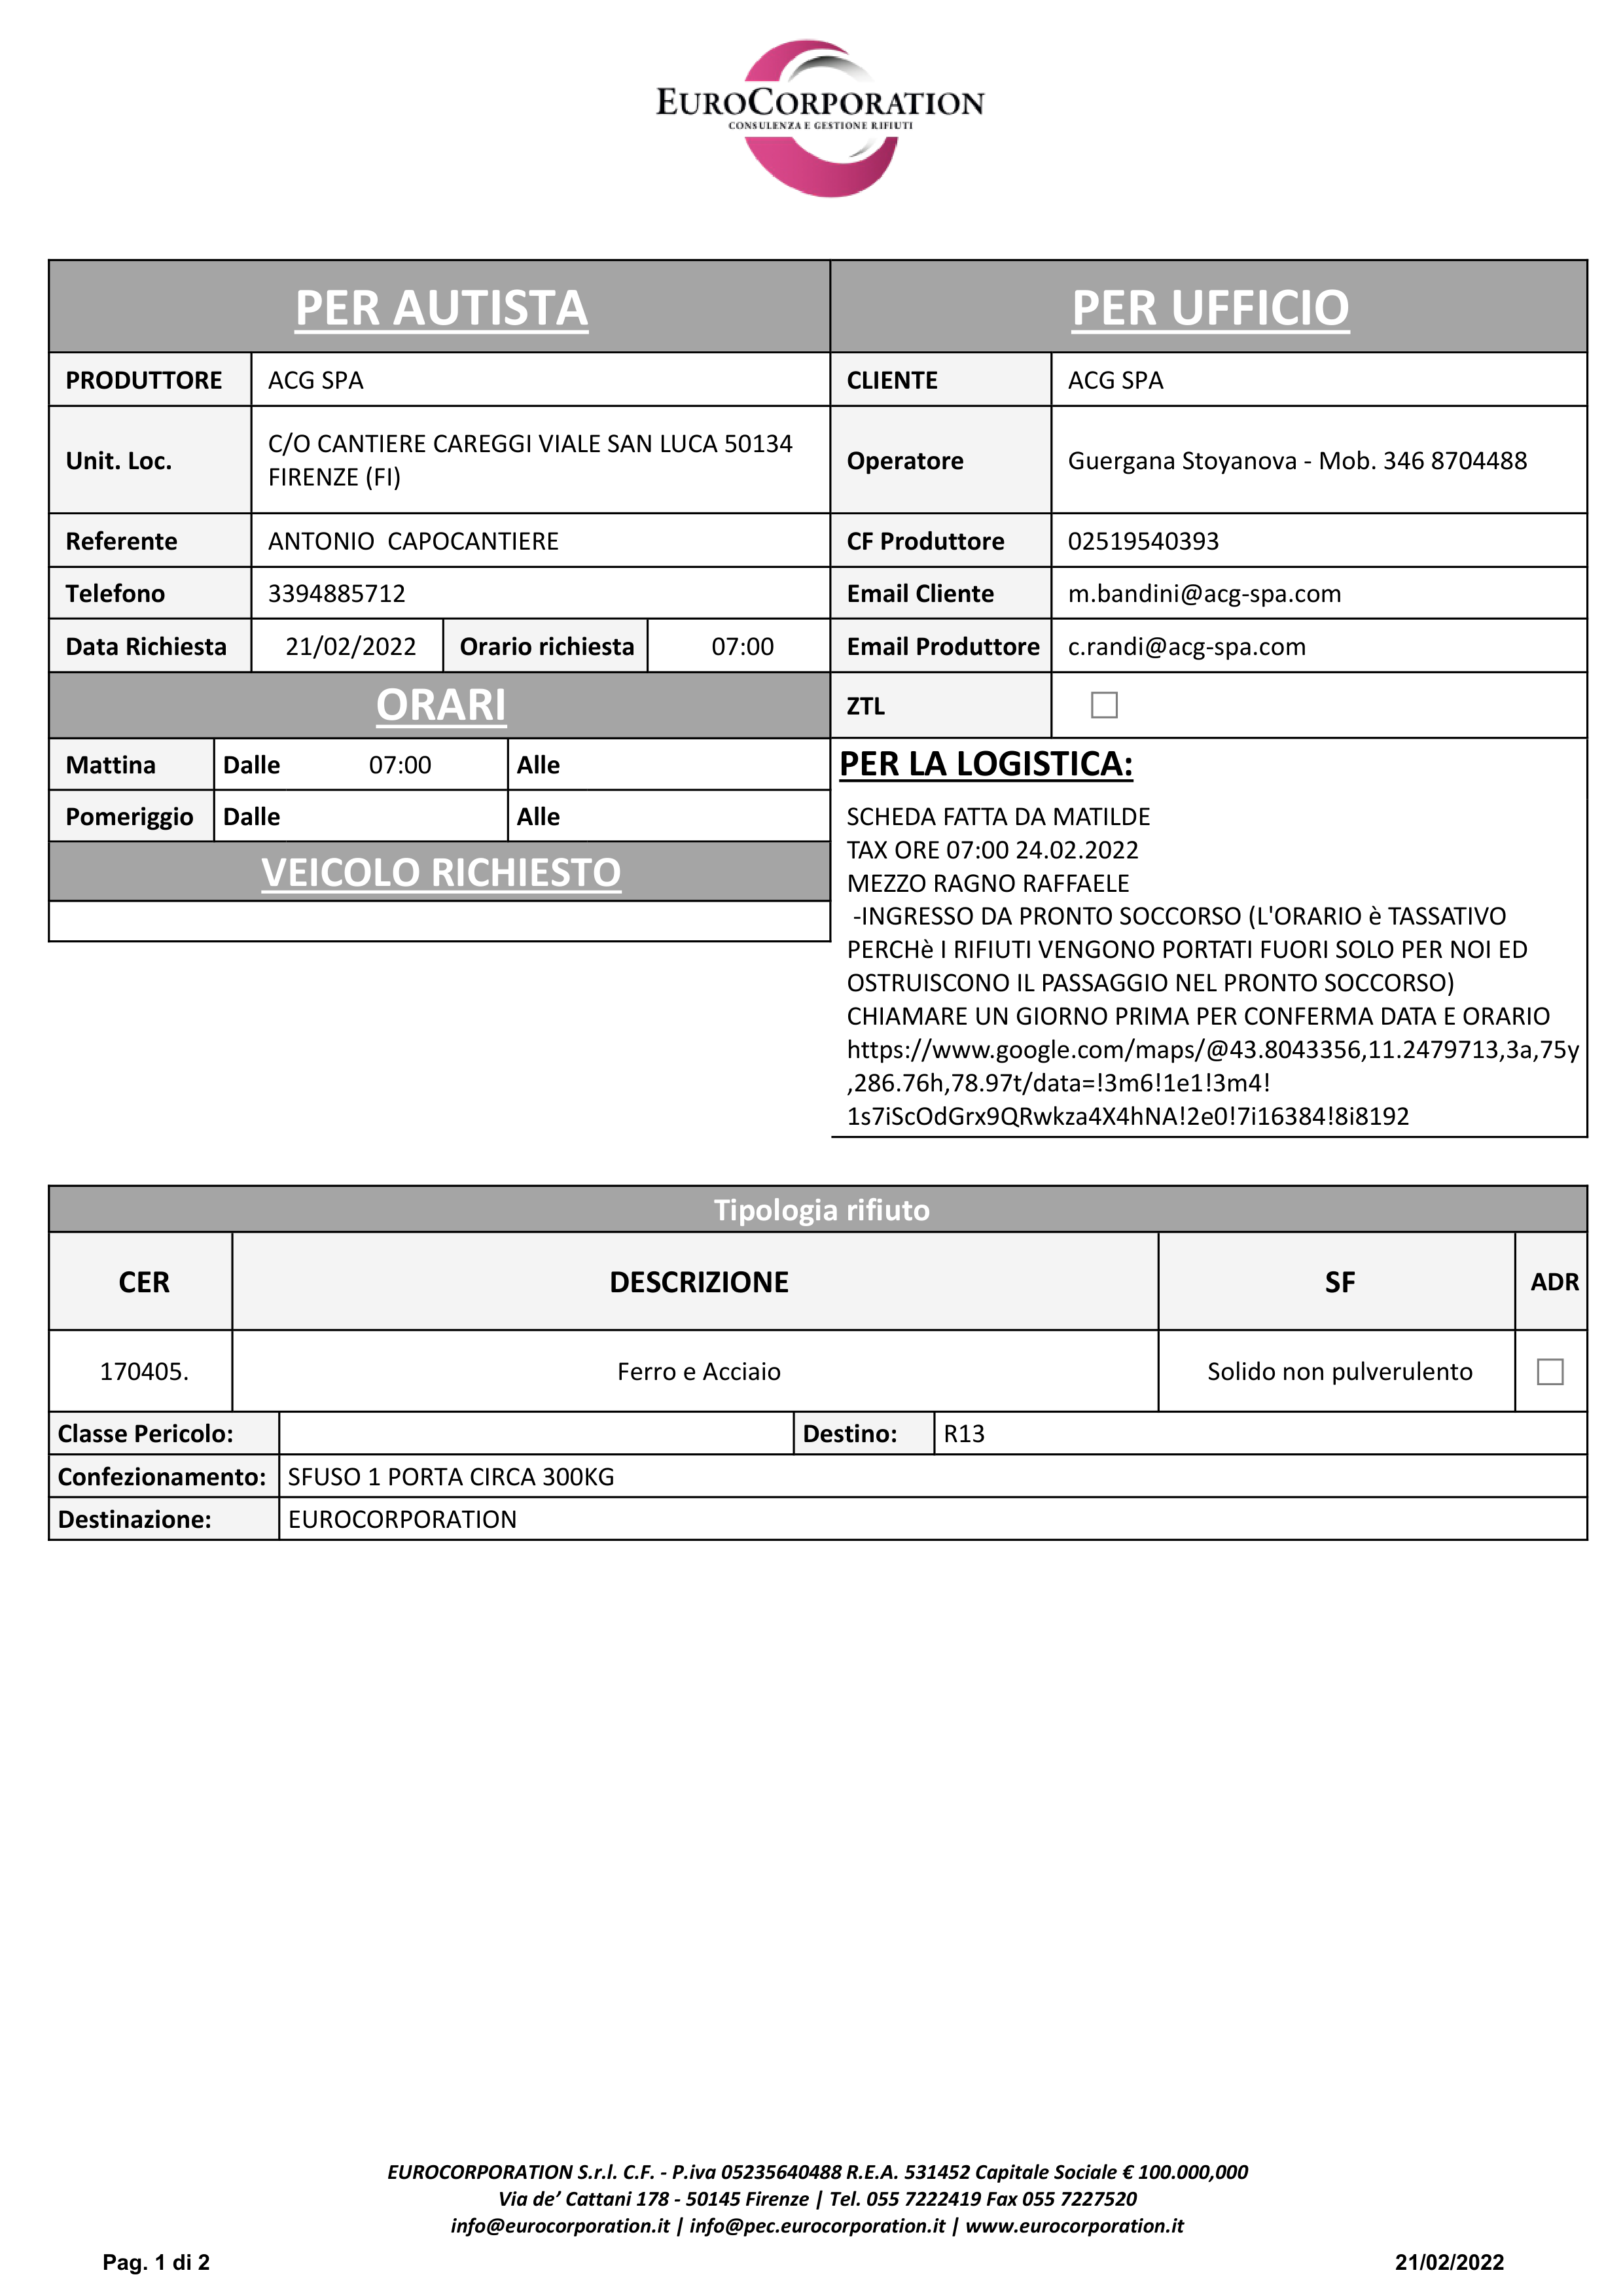 EUROCORPORATION
CONSULENZA E GESTIONE RIFIUTI
PER AUTISTA
PER UFFICIO
PRODUTTORE ACG SPA
CLIENTE ACG SPA
Unit. Loc. C/O CANTIERE CAREGGI VIALE SAN LUCA 50134
FIRENZE (FI)
Operatore Guergana Stoyanova - Mob. 346 8704488
Referente ANTONIO  CAPOCANTIERE
CF Produttore 02519540393
Telefono 3394885712
Email Cliente m.bandini@acg-spa.com
Data Richiesta 21/02/2022 Orario richiesta 07:00
Email Produttore c.randi@acg-spa.com
ORARI
ZTL
Mattina Dalle 07:00 Alle
Pomeriggio Dalle Alle
VEICOLO RICHIESTO
PER LA LOGISTICA:
SCHEDA FATTA DA MATILDE
TAX ORE 07:00 24.02.2022
MEZZO RAGNO RAFFAELE
-INGRESSO DA PRONTO SOCCORSO (L'ORARIO è TASSATIVO
PERCHè I RIFIUTI VENGONO PORTATI FUORI SOLO PER NOI ED
OSTRUISCONO IL PASSAGGIO NEL PRONTO SOCCORSO)
CHIAMARE UN GIORNO PRIMA PER CONFERMA DATA E ORARIO
https://www.google.com/maps/@43.8043356,11.2479713,3a,75y
,286.76h,78.97t/data=!3m6!1e1!3m4!
1s7iScOdGrx9QRwkza4X4hNA!2e0!7i16384!8i8192
Tipologia rifiuto
CER DESCRIZIONE SF ADR
170405. Ferro e Acciaio Solido non pulverulento
Classe Pericolo: Destino: R13
Confezionamento: SFUSO 1 PORTA CIRCA 300KG
Destinazione: EUROCORPORATION
EUROCORPORATION S.r.l. C.F. - P.iva 05235640488 R.E.A. 531452 Capitale Sociale € 100.000,000
Via de’ Cattani 178 - 50145 Firenze | Tel. 055 7222419 Fax 055 7227520
info@eurocorporation.it | info@pec.eurocorporation.it | www.eurocorporation.it
Pag. 1 di 2 21/02/2022